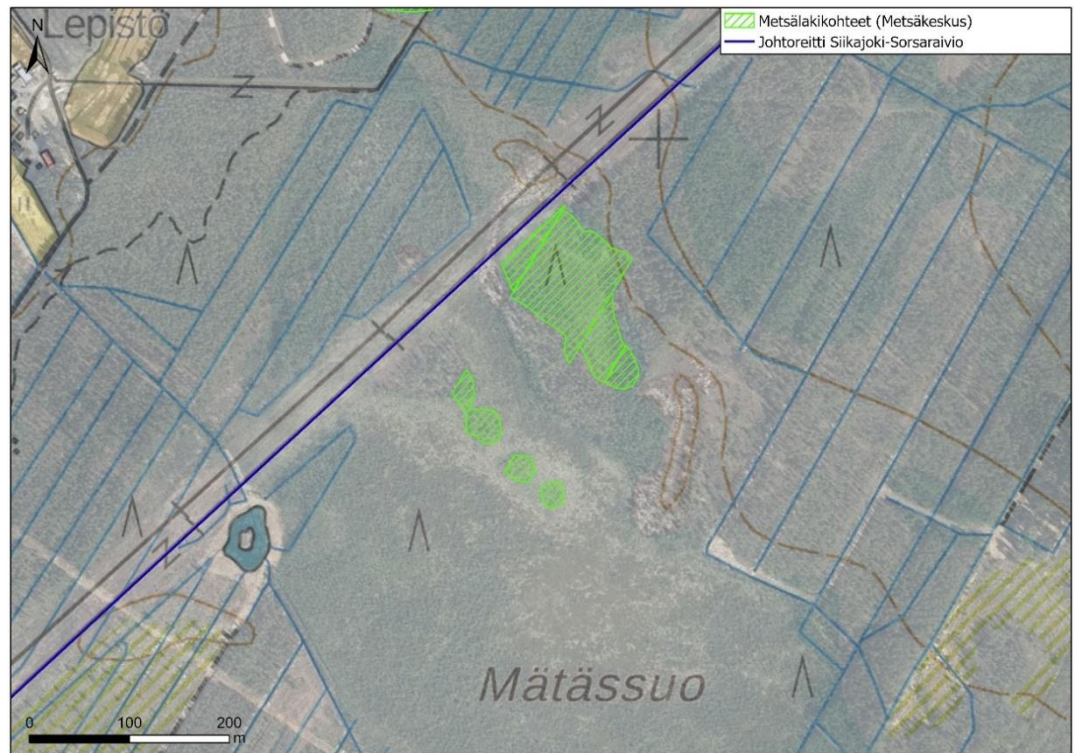 Lepistö
N
Metsälakikohteet (Metsäkeskus)
Johtoreitti Siikajoki-Sorsaraivio
Mätässuo
0 100 200
m